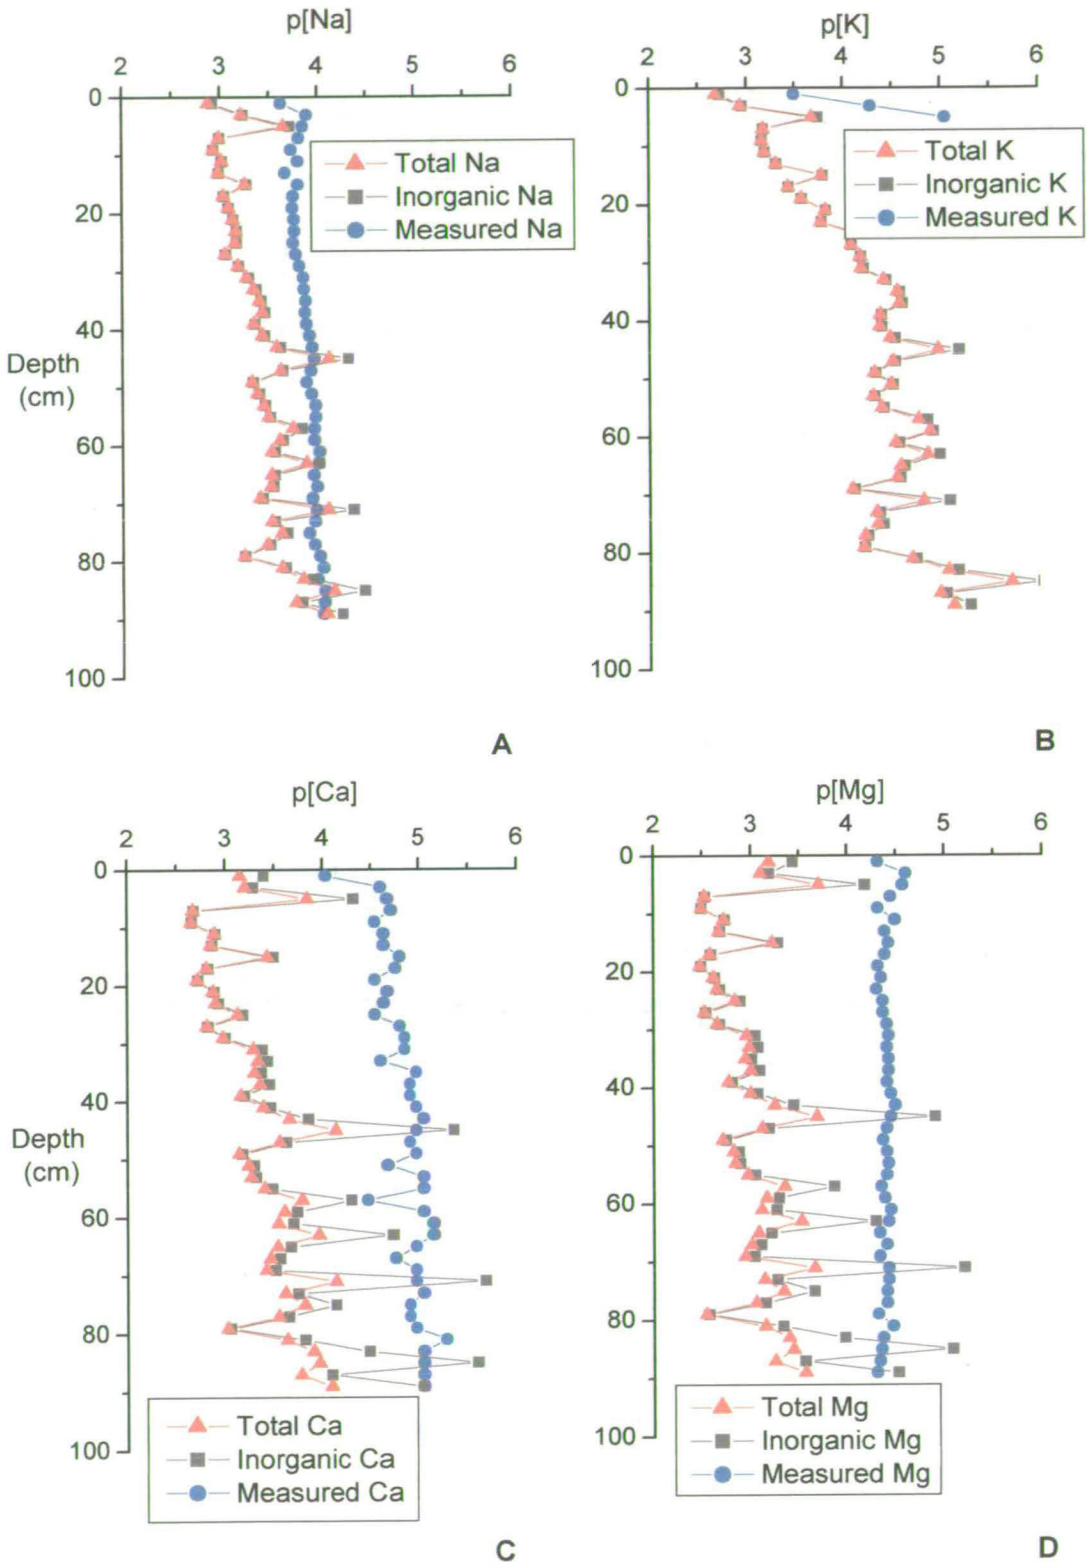 p[Na]
2 3 4 5 6
0
20
40
60
80
100
Depth
(cm)
Total Na
Inorganic Na
Measured Na
A
p[K]
2 3 4 5 6
0
20
40
60
80
100
Total K
Inorganic K
Measured K
B
p[Ca]
2 3 4 5 6
0
20
40
60
80
100
Depth
(cm)
Total Ca
Inorganic Ca
Measured Ca
C
p[Mg]
2 3 4 5 6
0
20
40
60
80
100
Total Mg
Inorganic Mg
Measured Mg
D